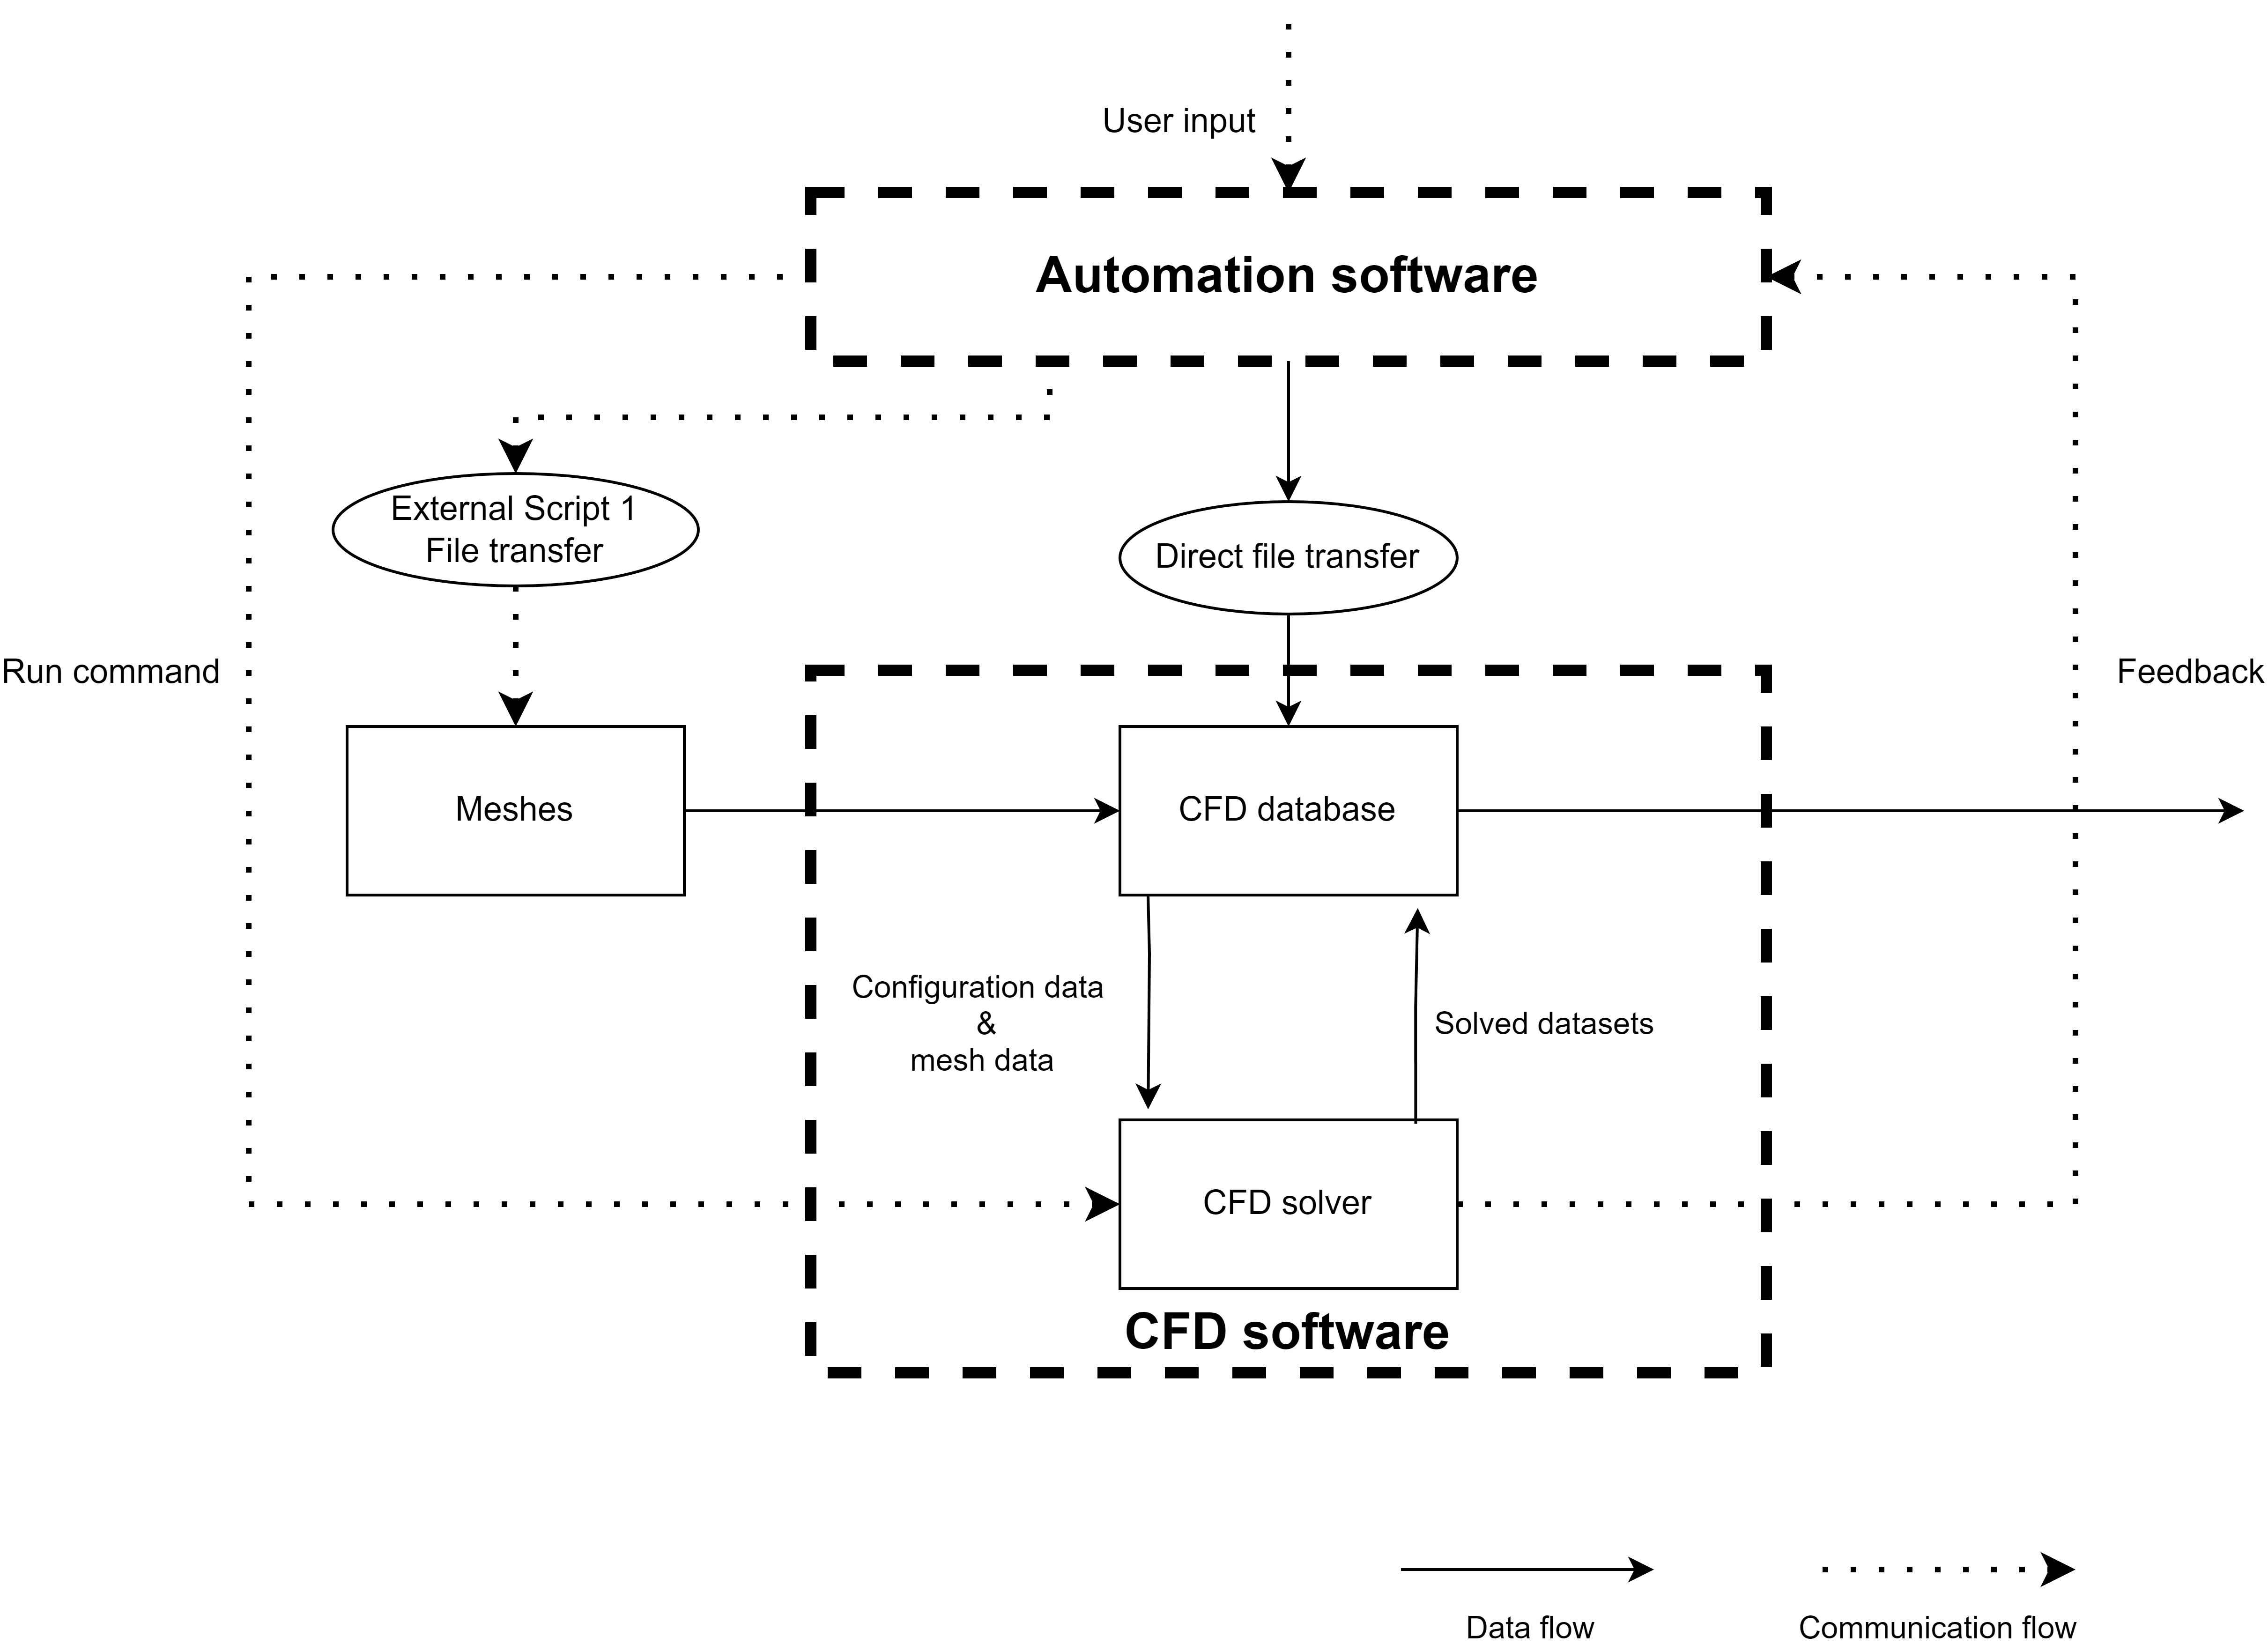 User input
Automation software
External Script 1
File transfer
Direct file transfer
Run command
Feedback
Meshes
CFD database
Configuration data
&
mesh data
Solved datasets
CFD solver
CFD software
Data flow
Communication flow